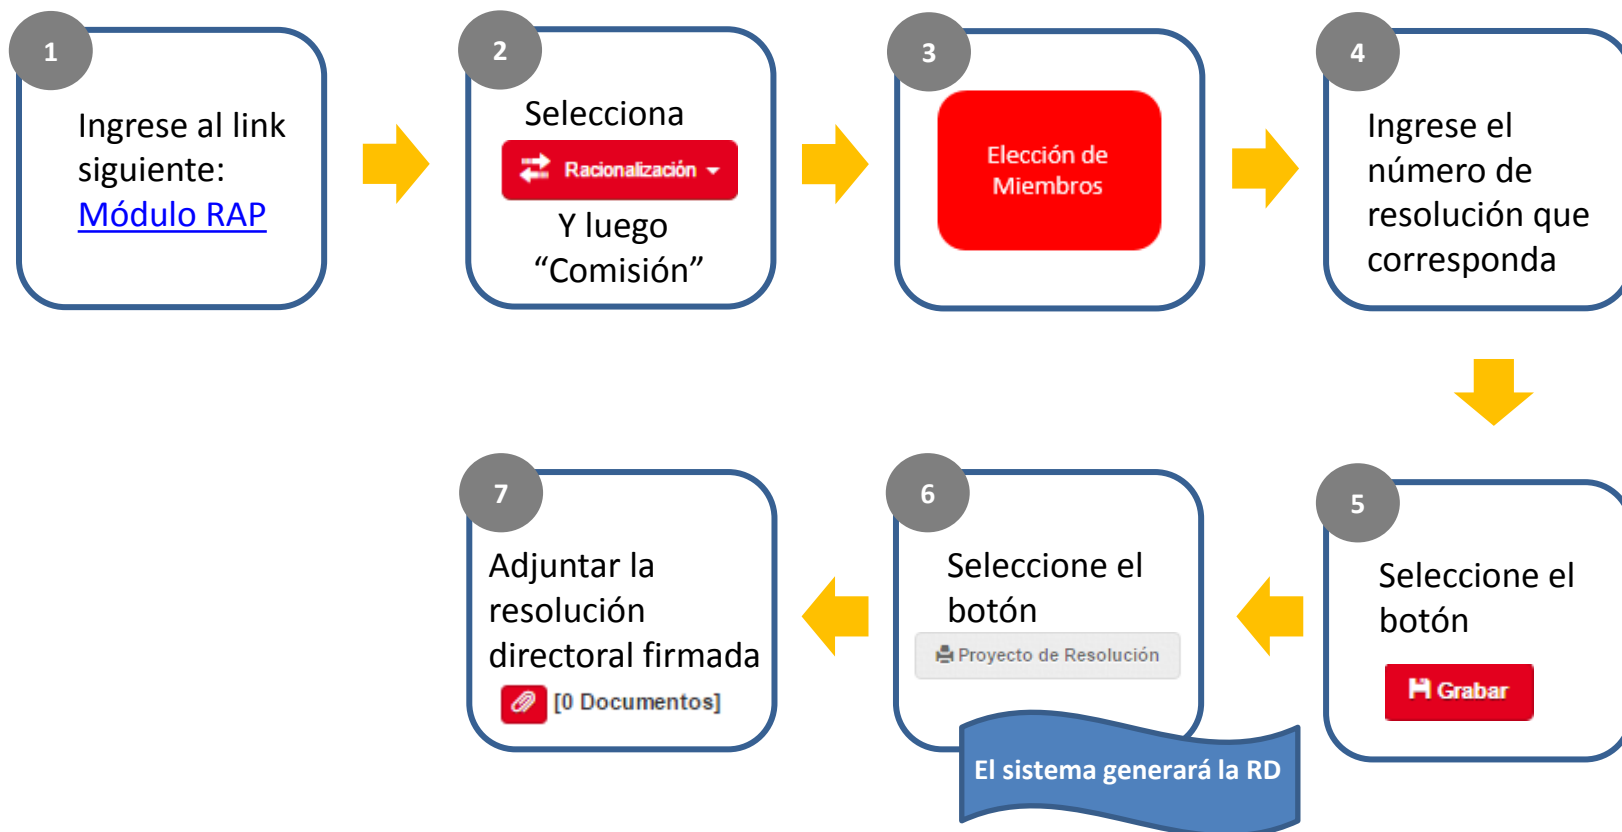 1
Ingrese al link
siguiente:
Módulo RAP
2
Selecciona
Racionalización
Y luego
“Comisión”
3
Elección de
Miembros
4
Ingrese el
número de
resolución que
corresponda
5
Seleccione el
botón
Grabar
6
Seleccione el
botón
Proyecto de Resolución
El sistema generará la RD
7
Adjuntar la
resolución
directoral firmada
[0 Documentos]